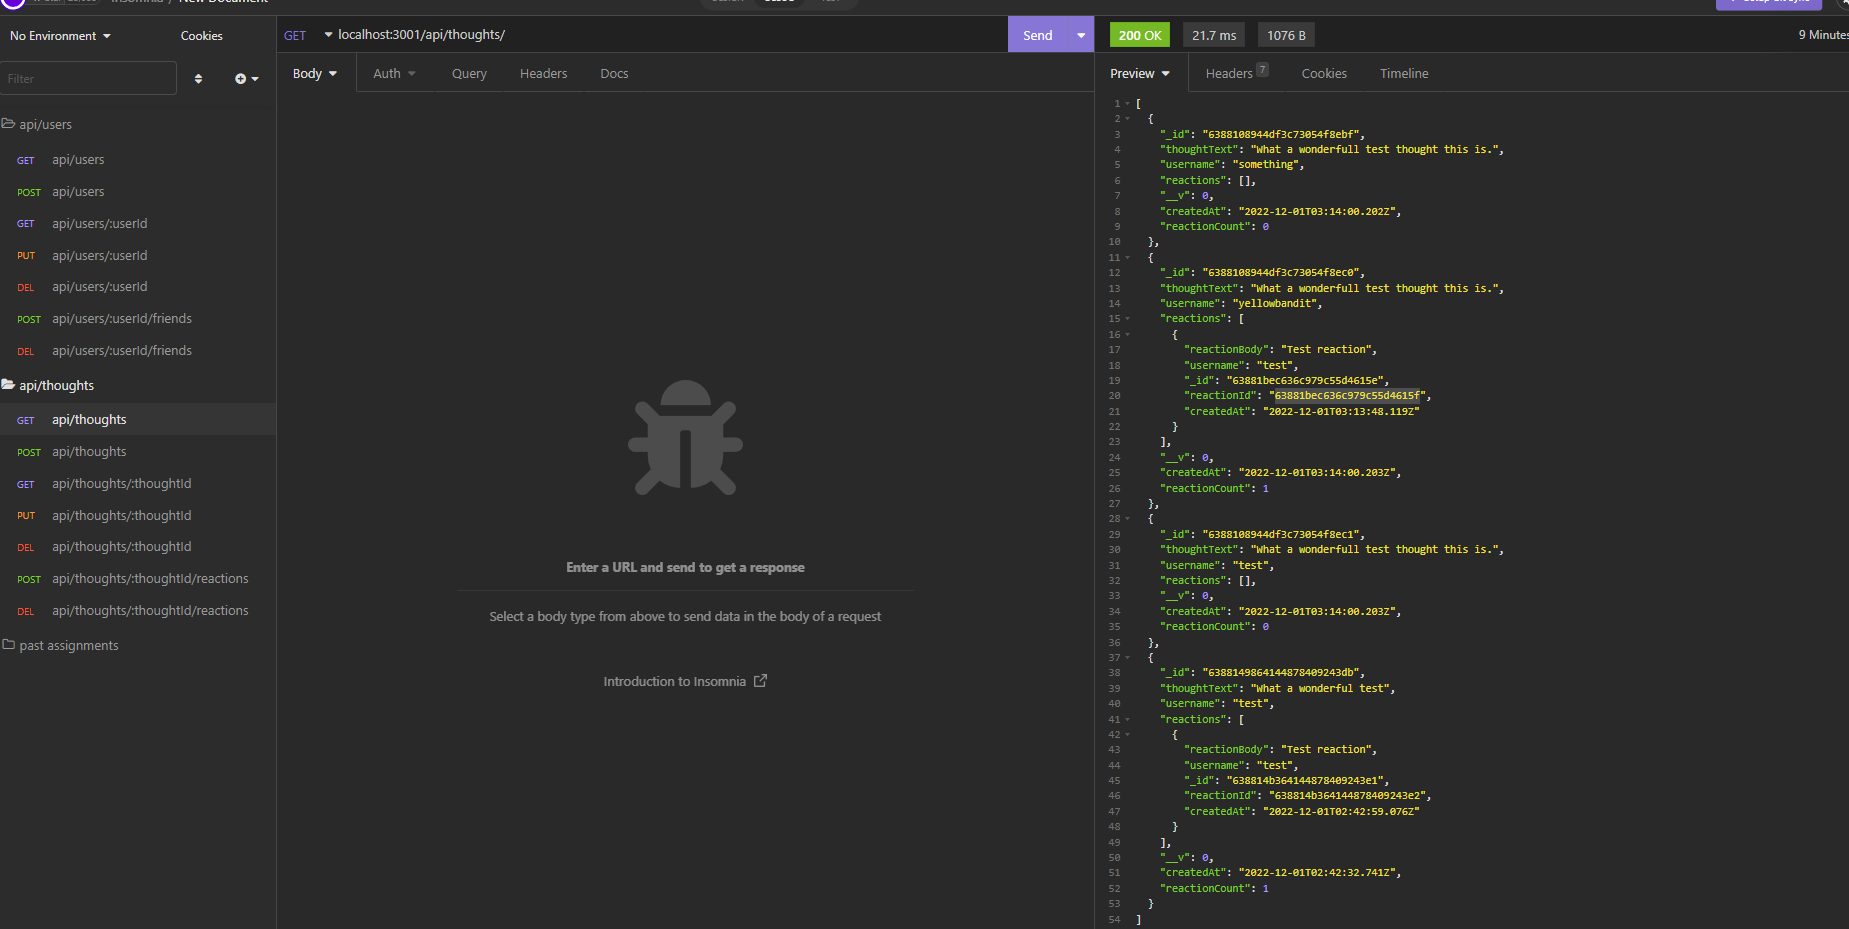 Insomnia / New Document
No Environment
Cookies
Filter
api/users
GET api/users
POST api/users
GET api/users/:userId
PUT api/users/:userId
DEL api/users/:userId
POST api/users/:userId/friends
DEL api/users/:userId/friends
api/thoughts
GET api/thoughts
POST api/thoughts
GET api/thoughts/:thoughtId
PUT api/thoughts/:thoughtId
DEL api/thoughts/:thoughtId
POST api/thoughts/:thoughtId/reactions
DEL api/thoughts/:thoughtId/reactions
past assignments
GET localhost:3001/api/thoughts/ Send
Body Auth Query Headers Docs
Enter a URL and send to get a response
Select a body type from above to send data in the body of a request
Introduction to Insomnia
200 OK 21.7 ms 1076 B 9 Minutes
Preview Headers 7 Cookies Timeline
1 [
2 {
3 "_id": "6388108944df3c73054f8ebf",
4 "thoughtText": "What a wonderfull test thought this is.",
5 "username": "something",
6 "reactions": [],
7 "__v": 0,
8 "createdAt": "2022-12-01T03:14:00.202Z",
9 "reactionCount": 0
10 },
11 {
12 "_id": "6388108944df3c73054f8ec0",
13 "thoughtText": "What a wonderfull test thought this is.",
14 "username": "yellowbandit",
15 "reactions": [
16 {
17 "reactionBody": "Test reaction",
18 "username": "test",
19 "_id": "63881bec636c979c55d4615e",
20 "reactionId": "63881bec636c979c55d4615f",
21 "createdAt": "2022-12-01T03:13:48.119Z"
22 }
23 ],
24 "__v": 0,
25 "createdAt": "2022-12-01T03:14:00.203Z",
26 "reactionCount": 1
27 },
28 {
29 "_id": "6388108944df3c73054f8ec1",
30 "thoughtText": "What a wonderfull test thought this is.",
31 "username": "test",
32 "reactions": [],
33 "__v": 0,
34 "createdAt": "2022-12-01T03:14:00.203Z",
35 "reactionCount": 0
36 },
37 {
38 "_id": "6388149864144878409243db",
39 "thoughtText": "What a wonderful test",
40 "username": "test",
41 "reactions": [
42 {
43 "reactionBody": "Test reaction",
44 "username": "test",
45 "_id": "638814b364144878409243e1",
46 "reactionId": "638814b364144878409243e2",
47 "createdAt": "2022-12-01T02:42:59.076Z"
48 }
49 ],
50 "__v": 0,
51 "createdAt": "2022-12-01T02:42:32.741Z",
52 "reactionCount": 1
53 }
54 ]